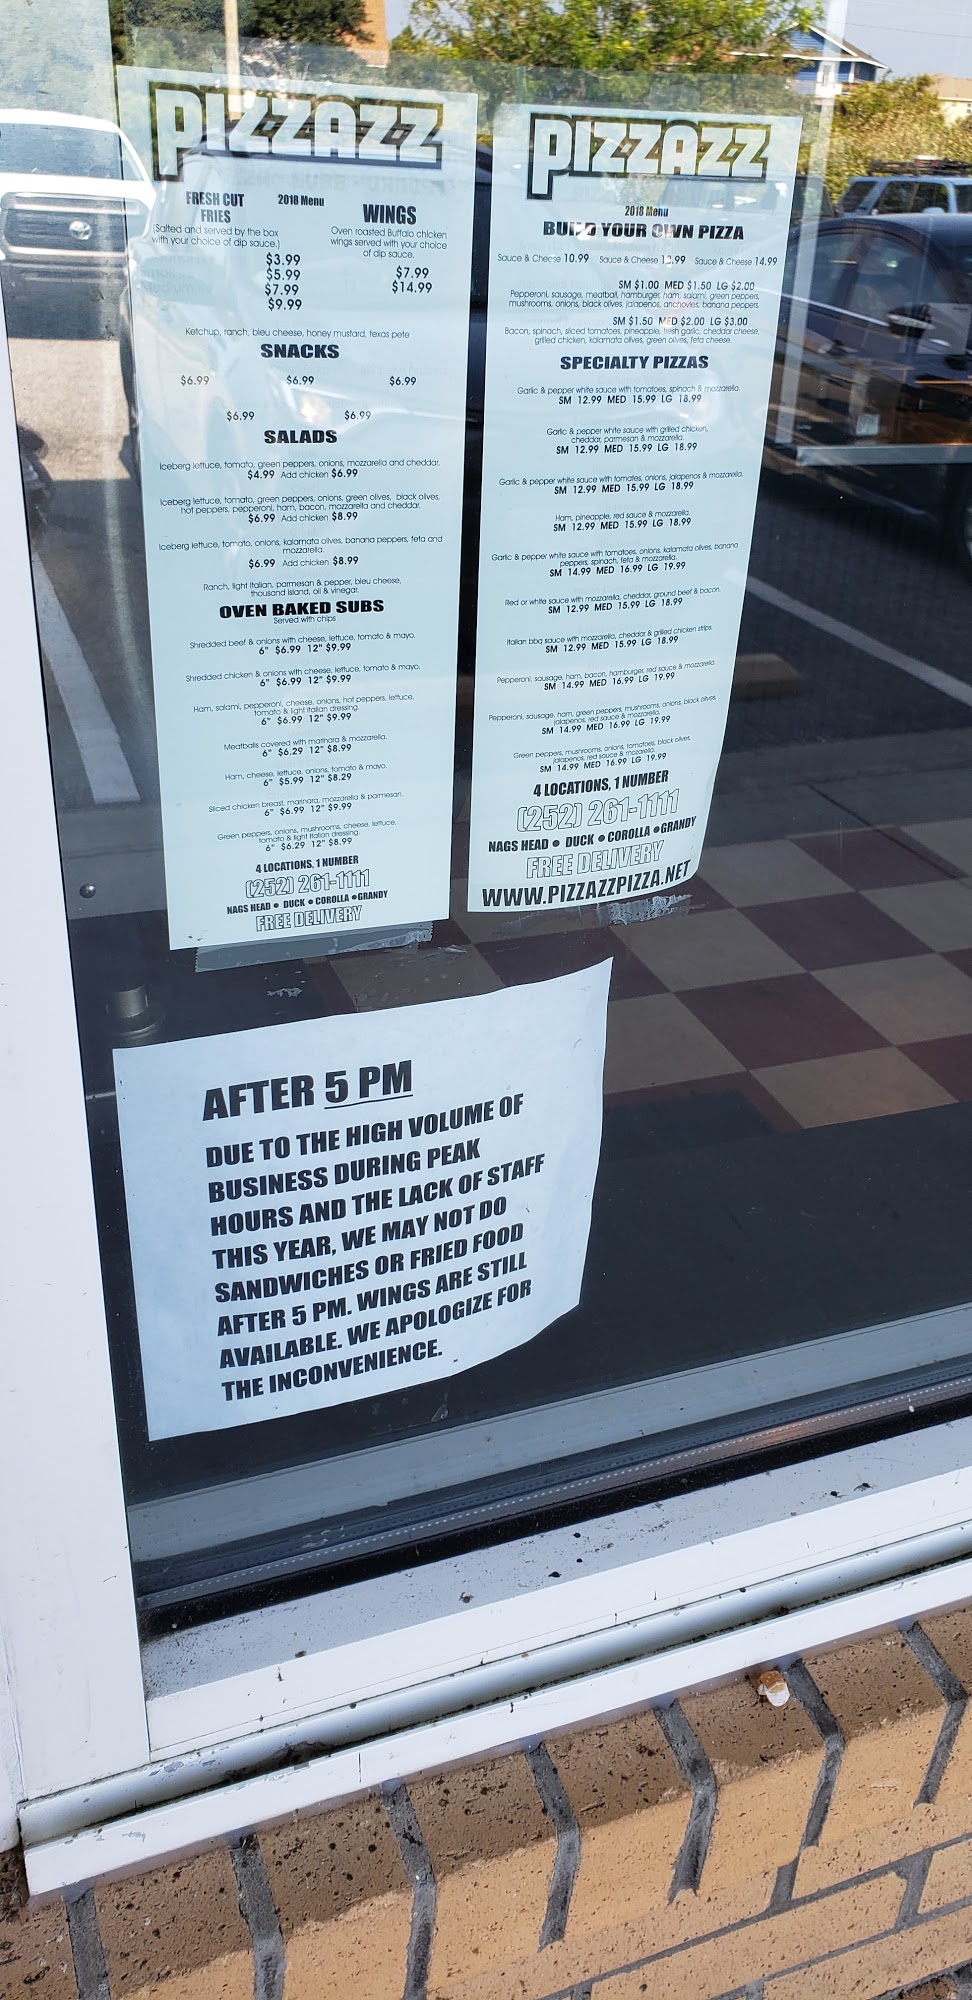 PIZZAZZ
2018 Menu
FRESH CUT
FRIES
(Salted and served by the box
with your choice of dip sauce.)
$3.99
$5.99
$7.99
$9.99
WINGS
Oven roasted Buffalo chicken
wings served with your choice
of dip sauce.
$7.99
$14.99
Ketchup, ranch, bleu cheese, honey mustard, texas pete
SNACKS
$6.99 $6.99 $6.99
$6.99 $6.99
SALADS
Iceberg lettuce, tomato, green peppers, onions, mozzarella and cheddar.
$4.99 Add chicken $6.99
Iceberg lettuce, tomato, green peppers, onions, green olives, black olives,
hot peppers, pepperoni, ham, bacon, mozzarella and cheddar.
$6.99 Add chicken $8.99
Iceberg lettuce, tomato, onions, kalamata olives, banana peppers, feta and
mozzarella.
$6.99 Add chicken $8.99
Ranch, light Italian, parmesan & pepper, bleu cheese,
thousand island, oil & vinegar.
OVEN BAKED SUBS
Served with chips
Shredded beef & onions with cheese, lettuce, tomato & mayo.
6" $6.99 12" $9.99
Shredded chicken & onions with cheese, lettuce, tomato & mayo.
6" $6.99 12" $9.99
Ham, salami, pepperoni, cheese, onions, hot peppers, lettuce,
tomato & light Italian dressing.
6" $6.99 12" $9.99
Meatballs covered with marinara & mozzarella.
6" $6.29 12" $8.99
Ham, cheese, lettuce, onions, tomato & mayo.
6" $5.99 12" $8.29
Sliced chicken breast, marinara, mozzarella & parmesan.
6" $6.99 12" $9.99
Green peppers, onions, mushrooms, cheese, lettuce,
tomato & light Italian dressing.
6" $6.29 12" $8.99
4 LOCATIONS, 1 NUMBER
(252) 261-1111
NAGS HEAD • DUCK • COROLLA • GRANDY
FREE DELIVERY
PIZZAZZ
2018 Menu
BUILD YOUR OWN PIZZA
Sauce & Cheese 10.99 Sauce & Cheese 12.99 Sauce & Cheese 14.99
SM $1.00 MED $1.50 LG $2.00
Pepperoni, sausage, meatball, hamburger, ham, salami, green peppers,
mushrooms, onions, black olives, jalapenos, anchovies, banana peppers.
SM $1.50 MED $2.00 LG $3.00
Bacon, spinach, sliced tomatoes, pineapple, fresh garlic, cheddar cheese,
grilled chicken, kalamata olives, green olives, feta cheese.
SPECIALTY PIZZAS
Garlic & pepper white sauce with tomatoes, spinach & mozzarella.
SM 12.99 MED 15.99 LG 18.99
Garlic & pepper white sauce with grilled chicken,
cheddar, parmesan & mozzarella.
SM 12.99 MED 15.99 LG 18.99
Garlic & pepper white sauce with tomatoes, onions, jalapenos & mozzarella.
SM 12.99 MED 15.99 LG 18.99
Ham, pineapple, red sauce & mozzarella.
SM 12.99 MED 15.99 LG 18.99
Garlic & pepper white sauce with tomatoes, onions, kalamata olives, banana
peppers, spinach, feta & mozzarella.
SM 14.99 MED 16.99 LG 19.99
Red or white sauce with mozzarella, cheddar, ground beef & bacon.
SM 12.99 MED 15.99 LG 18.99
Italian bbq sauce with mozzarella, cheddar & grilled chicken strips.
SM 12.99 MED 15.99 LG 18.99
Pepperoni, sausage, ham, bacon, hamburger, red sauce & mozzarella.
SM 14.99 MED 16.99 LG 19.99
Pepperoni, sausage, ham, green peppers, mushrooms, onions, black olives,
jalapenos, red sauce & mozzarella.
SM 14.99 MED 16.99 LG 19.99
Green peppers, mushrooms, onions, tomatoes, black olives,
jalapenos, red sauce & mozzarella.
SM 14.99 MED 16.99 LG 19.99
4 LOCATIONS, 1 NUMBER
(252) 261-1111
NAGS HEAD • DUCK • COROLLA • GRANDY
FREE DELIVERY
WWW.PIZZAZZPIZZA.NET
AFTER 5 PM
DUE TO THE HIGH VOLUME OF
BUSINESS DURING PEAK
HOURS AND THE LACK OF STAFF
THIS YEAR, WE MAY NOT DO
SANDWICHES OR FRIED FOOD
AFTER 5 PM. WINGS ARE STILL
AVAILABLE. WE APOLOGIZE FOR
THE INCONVENIENCE.